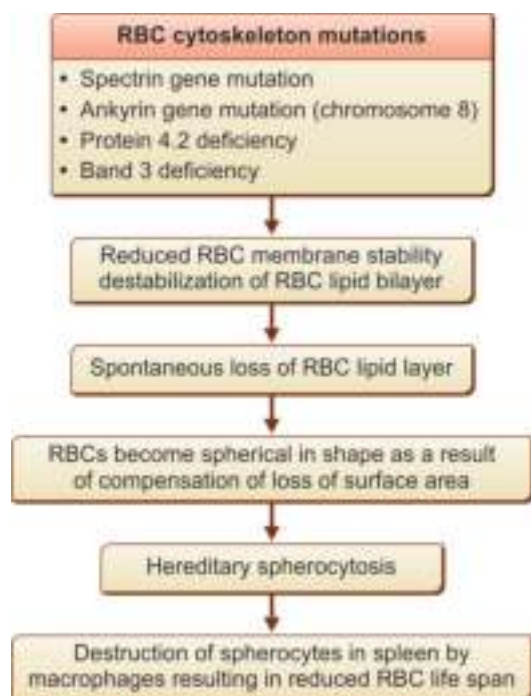 RBC cytoskeleton mutations
• Spectrin gene mutation
• Ankyrin gene mutation (chromosome 8)
• Protein 4.2 deficiency
• Band 3 deficiency
Reduced RBC membrane stability
destabilization of RBC lipid bilayer
Spontaneous loss of RBC lipid layer
RBCs become spherical in shape as a result
of compensation of loss of surface area
Hereditary spherocytosis
Destruction of spherocytes in spleen by
macrophages resulting in reduced RBC life span